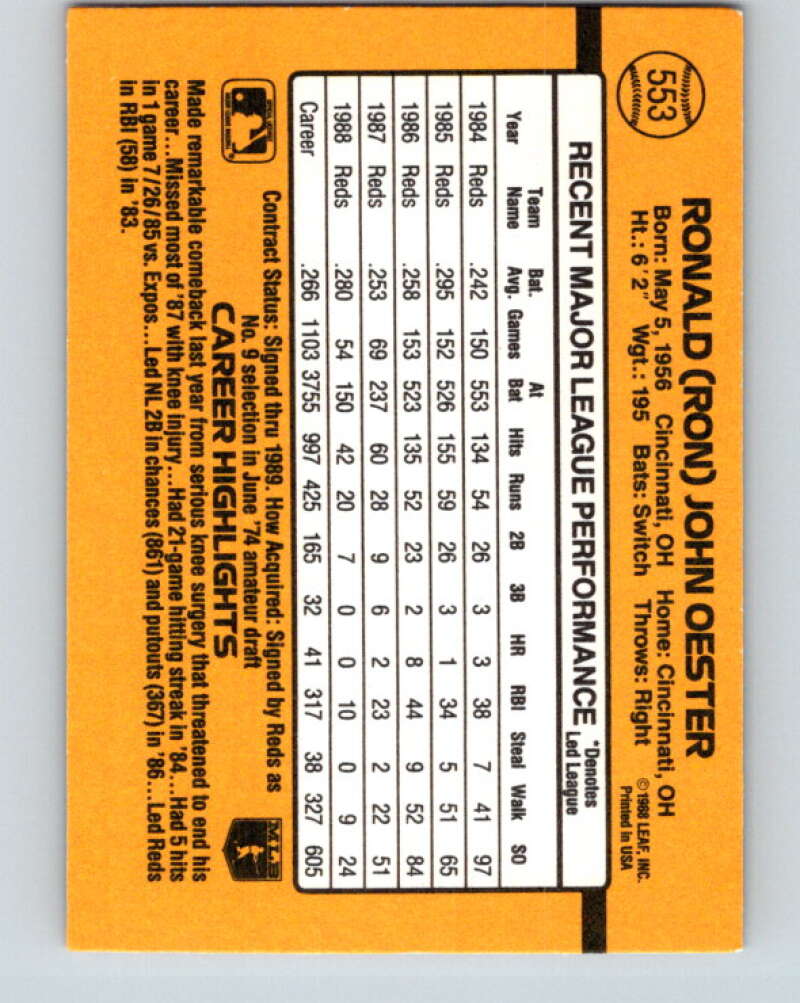 553
RONALD (RON) JOHN OESTER
Born: May 5, 1956 Cincinnati, OH Home: Cincinnati, OH
Ht.: 6'2" Wgt.: 195 Bats: Switch Throws: Right
© 1988 LEAF, INC.
Printed in USA
RECENT MAJOR LEAGUE PERFORMANCE *Denotes Led League
Year Team Name Bat. Avg. Games At Bat Hits Runs 2B 3B HR RBI Steal Walk SO
1984 Reds .242 150 553 134 54 26 3 3 38 7 41 97
1985 Reds .295 152 526 155 59 26 3 1 34 5 51 65
1986 Reds .258 153 523 135 52 23 2 8 44 9 52 84
1987 Reds .253 69 237 60 28 9 6 2 23 2 22 51
1988 Reds .280 54 150 42 20 7 0 0 10 0 9 24
Career .266 1103 3755 997 425 165 32 41 317 38 327 605
Contract Status: Signed thru 1989. How Acquired: Signed by Reds as
No. 9 selection in June '74 amateur draft
MLB
CAREER HIGHLIGHTS
Made remarkable comeback last year from serious knee surgery that threatened to end his
career...Missed most of '87 with knee injury...Had 21-game hitting streak in '84...Had 5 hits
in 1 game 7/26/85 vs. Expos...Led NL 2B in chances (861) and putouts (367) in '86...Led Reds
in RBI (58) in '83.